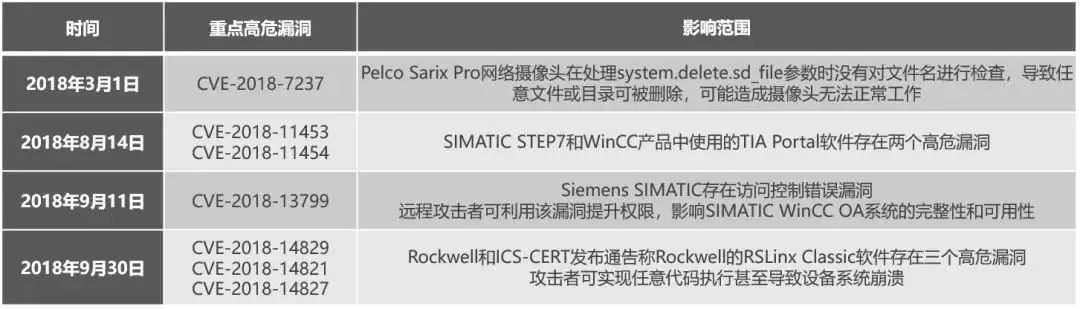 时间 重点高危漏洞 影响范围
2018年3月1日 CVE-2018-7237 Pelco Sarix Pro网络摄像头在处理system.delete.sd_file参数时没有对文件名进行检查，导致任
意文件或目录可被删除，可能造成摄像头无法正常工作
2018年8月14日 CVE-2018-11453
CVE-2018-11454
SIMATIC STEP7和WinCC产品中使用的TIA Portal软件存在两个高危漏洞
2018年9月11日 CVE-2018-13799 Siemens SIMATIC存在访问控制错误漏洞
远程攻击者可利用该漏洞提升权限，影响SIMATIC WinCC OA系统的完整性和可用性
2018年9月30日 CVE-2018-14829
CVE-2018-14821
CVE-2018-14827
Rockwell和ICS-CERT发布通告称Rockwell的RSLinx Classic软件存在三个高危漏洞
攻击者可实现任意代码执行甚至导致设备系统崩溃